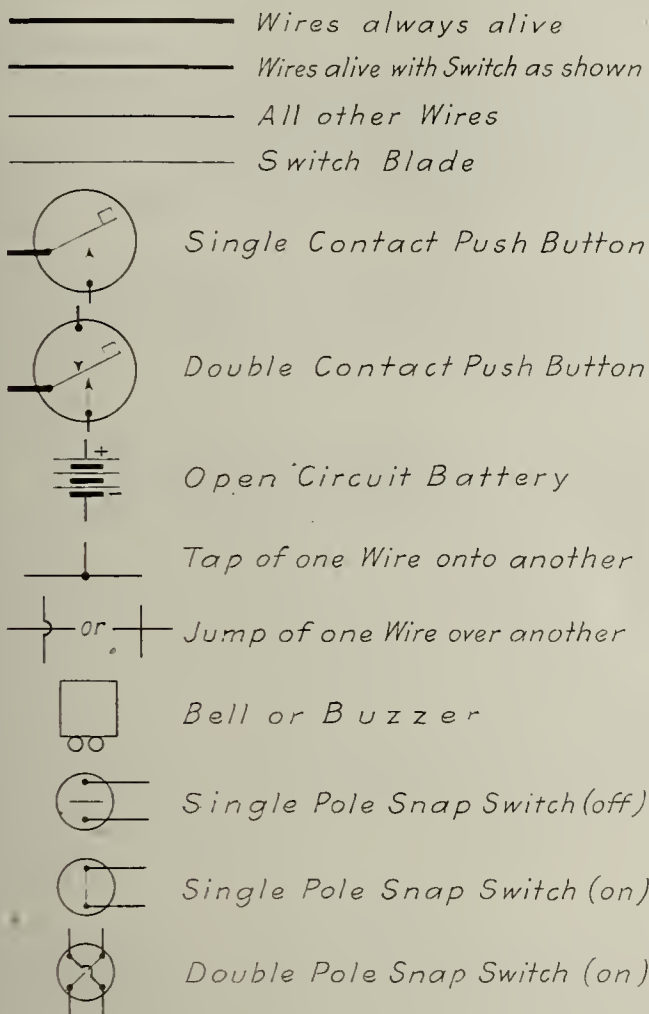 Wires always alive
Wires alive with Switch as shown
All other Wires
Switch Blade
Single Contact Push Button
Double Contact Push Button
+
Open Circuit Battery
-
Tap of one Wire onto another
or
Jump of one Wire over another
Bell or Buzzer
Single Pole Snap Switch (off)
Single Pole Snap Switch (on)
Double Pole Snap Switch (on)